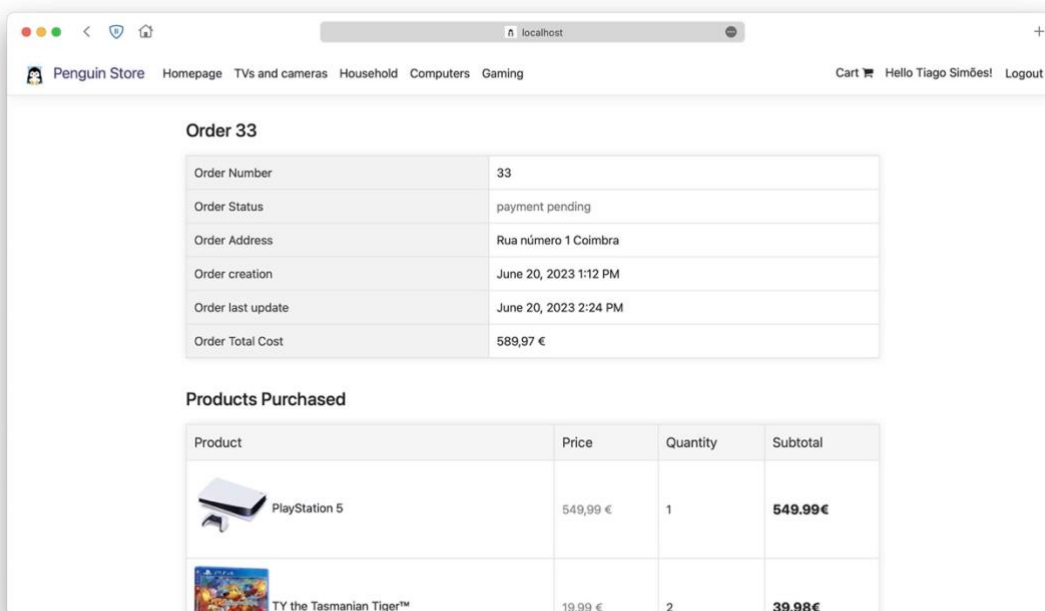 localhost
Penguin Store Homepage TVs and cameras Household Computers Gaming Cart Hello Tiago Simões! Logout
Order 33
Order Number 33
Order Status payment pending
Order Address Rua número 1 Coimbra
Order creation June 20, 2023 1:12 PM
Order last update June 20, 2023 2:24 PM
Order Total Cost 589,97 €
Products Purchased
Product Price Quantity Subtotal
PlayStation 5 549,99 € 1 549.99€
TY the Tasmanian Tiger™ 19,99 € 2 39.98€